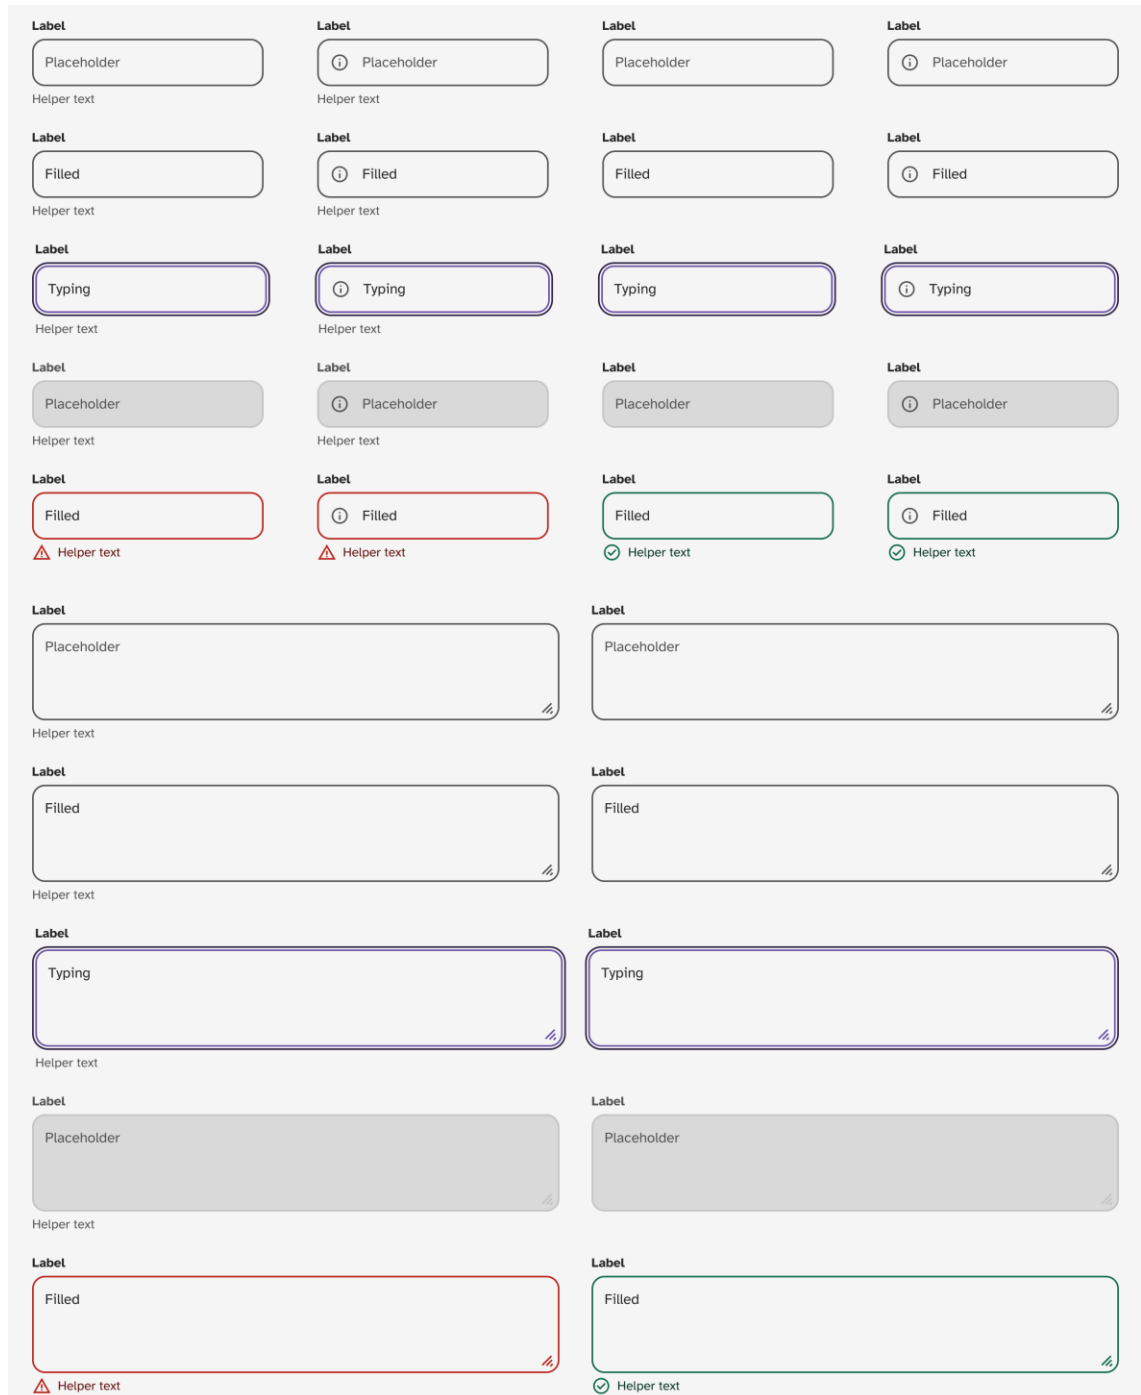 Label Label Label Label
Placeholder Placeholder Placeholder Placeholder
Helper text Helper text
Label Label Label Label
Filled Filled Filled Filled
Helper text Helper text
Label Label Label Label
Typing Typing Typing Typing
Helper text Helper text
Label Label Label Label
Placeholder Placeholder Placeholder Placeholder
Helper text Helper text
Label Label Label Label
Filled Filled Filled Filled
Helper text Helper text Helper text Helper text
Label Label
Placeholder Placeholder
Helper text
Label Label
Filled Filled
Helper text
Label Label
Typing Typing
Helper text
Label Label
Placeholder Placeholder
Helper text
Label Label
Filled Filled
Helper text Helper text